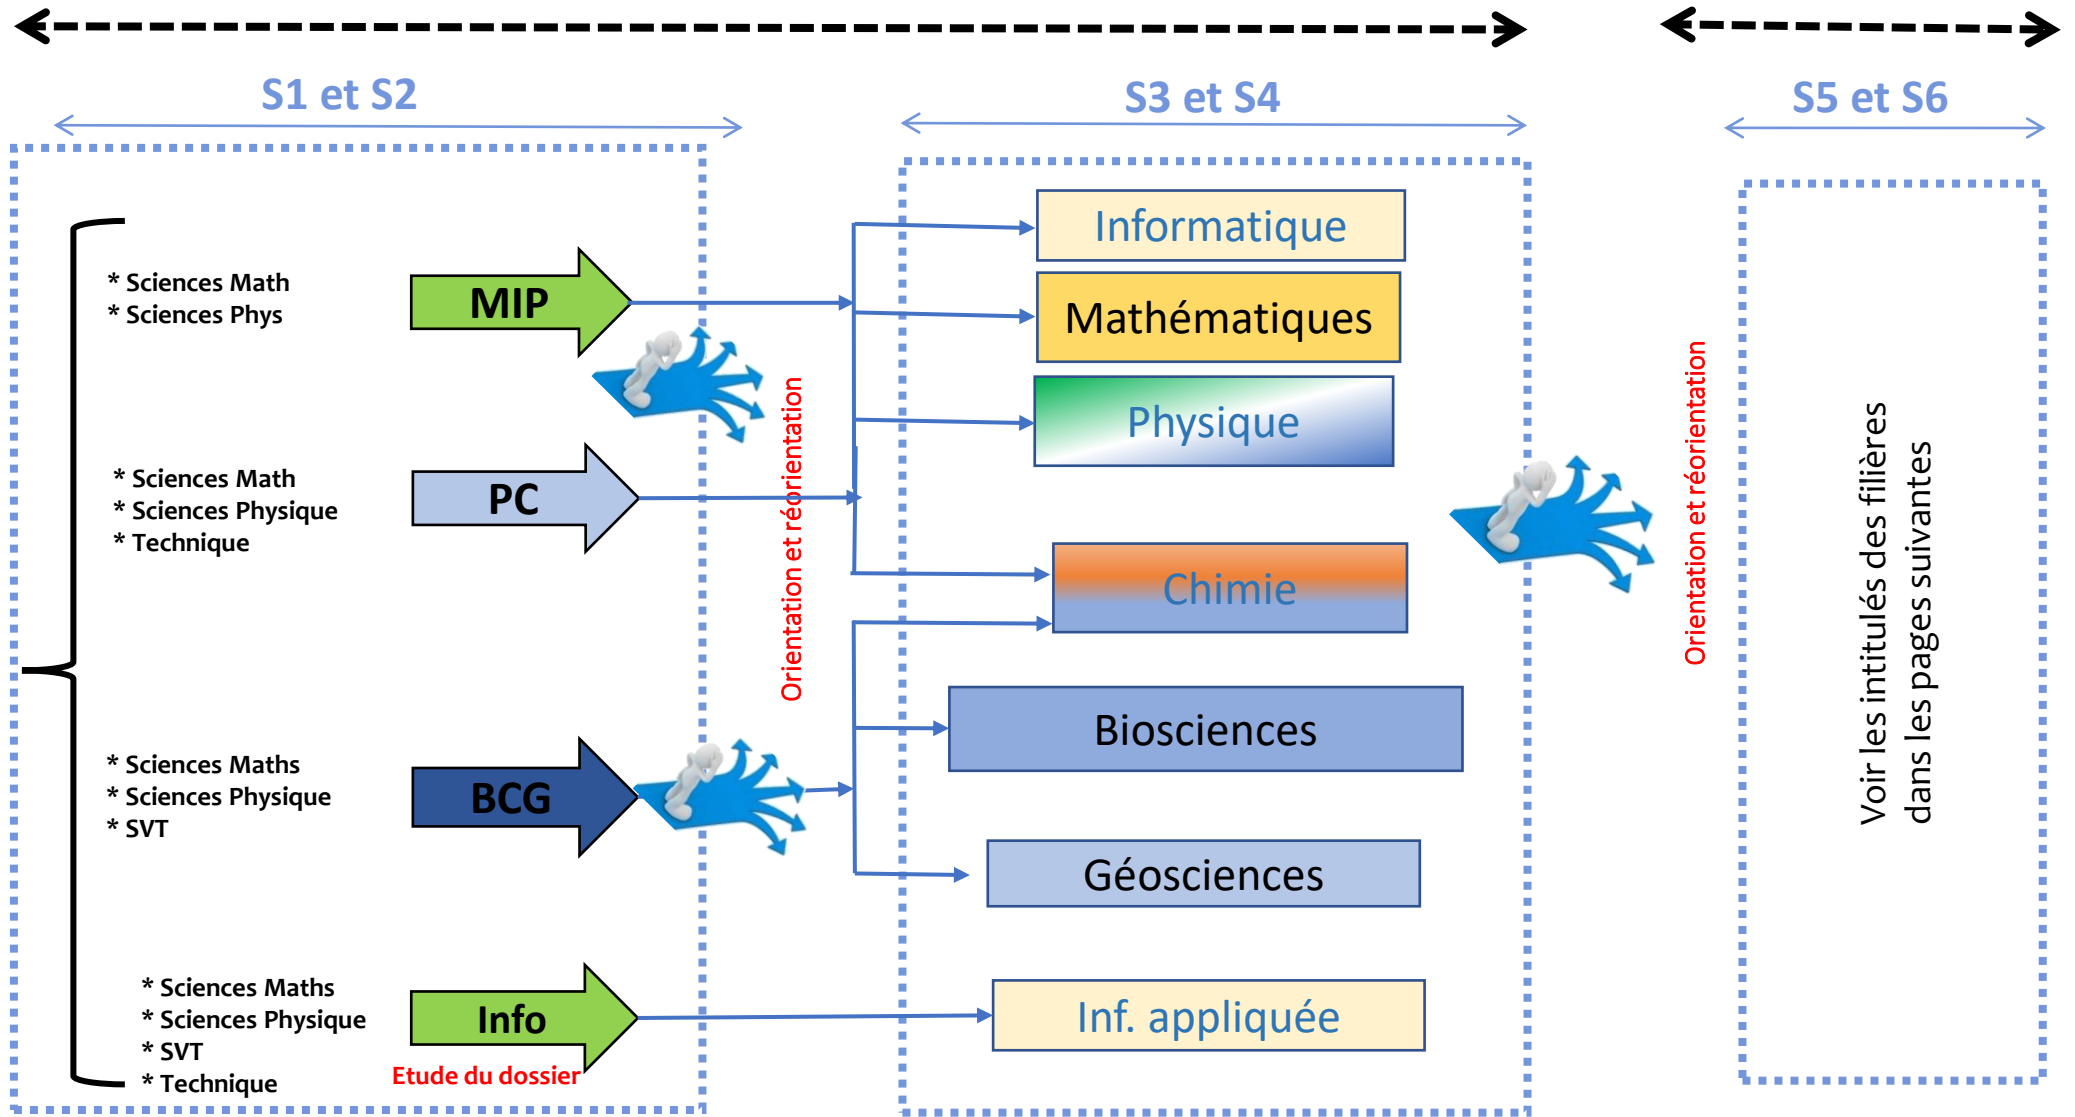 S1 et S2
S3 et S4
S5 et S6
* Sciences Math
* Sciences Phys
MIP
* Sciences Math
* Sciences Physique
* Technique
PC
* Sciences Maths
* Sciences Physique
* SVT
BCG
* Sciences Maths
* Sciences Physique
* SVT
* Technique
Info
Etude du dossier
Orientation et réorientation
Informatique
Mathématiques
Physique
Chimie
Biosciences
Géosciences
Inf. appliquée
Orientation et réorientation
Voir les intitulés des filières
dans les pages suivantes